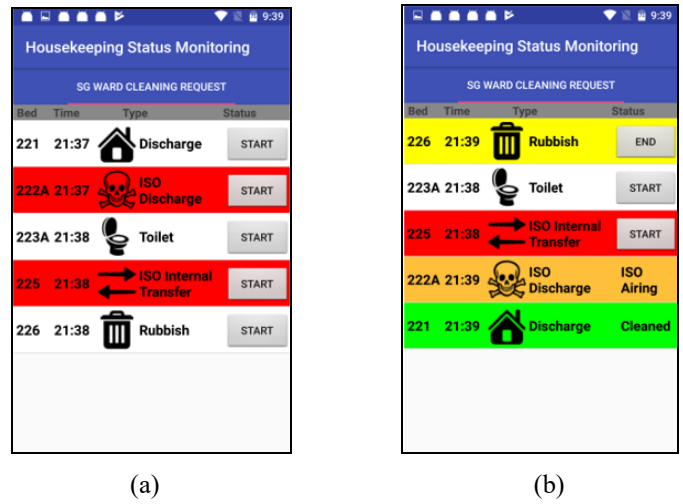 9:39
Housekeeping Status Monitoring
SG WARD CLEANING REQUEST
Bed Time Type Status
221 21:37 Discharge START
222A 21:37 ISO Discharge START
223A 21:38 Toilet START
225 21:38 ISO Internal Transfer START
226 21:38 Rubbish START
(a)
9:39
Housekeeping Status Monitoring
SG WARD CLEANING REQUEST
Bed Time Type Status
226 21:39 Rubbish END
223A 21:38 Toilet START
225 21:38 ISO Internal Transfer START
222A 21:39 ISO Discharge ISO Airing
221 21:39 Discharge Cleaned
(b)